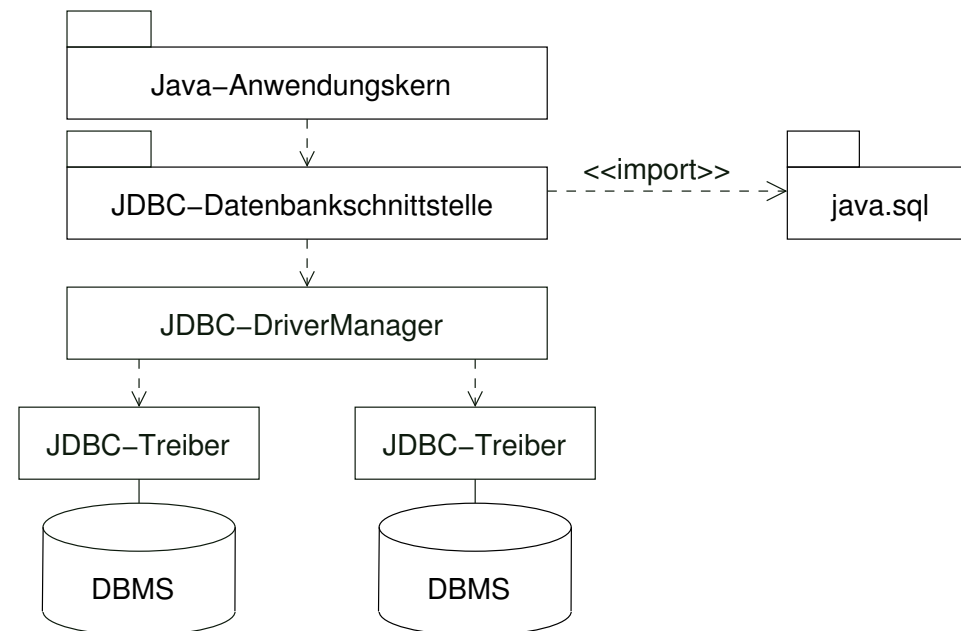 Java−Anwendungskern
<<import>>
JDBC−Datenbankschnittstelle
java.sql
JDBC−DriverManager
JDBC−Treiber
JDBC−Treiber
DBMS
DBMS